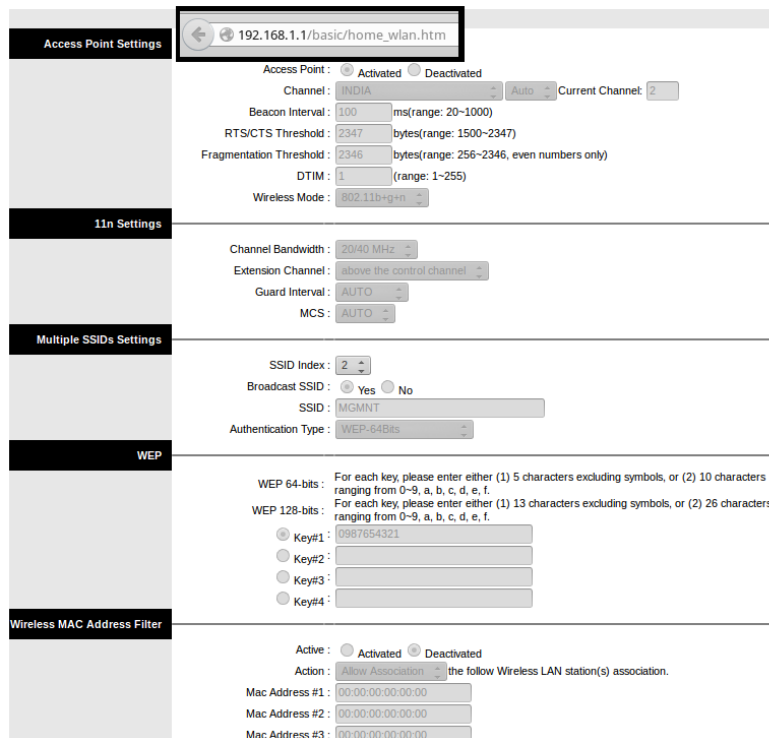 192.168.1.1/basic/home_wlan.htm
Access Point Settings
Access Point : Activated Deactivated
Channel : INDIA Auto Current Channel: 2
Beacon Interval : 100 ms(range: 20~1000)
RTS/CTS Threshold : 2347 bytes(range: 1500~2347)
Fragmentation Threshold : 2346 bytes(range: 256~2346, even numbers only)
DTIM : 1 (range: 1~255)
Wireless Mode : 802.11b+g+n
11n Settings
Channel Bandwidth : 20/40 MHz
Extension Channel : above the control channel
Guard Interval : AUTO
MCS : AUTO
Multiple SSIDs Settings
SSID Index : 2
Broadcast SSID : Yes No
SSID : MGMNT
Authentication Type : WEP-64Bits
WEP
WEP 64-bits : For each key, please enter either (1) 5 characters excluding symbols, or (2) 10 characters
ranging from 0~9, a, b, c, d, e, f.
WEP 128-bits : For each key, please enter either (1) 13 characters excluding symbols, or (2) 26 characters
ranging from 0~9, a, b, c, d, e, f.
Key#1 : 0987654321
Key#2 :
Key#3 :
Key#4 :
Wireless MAC Address Filter
Active : Activated Deactivated
Action : Allow Association the follow Wireless LAN station(s) association.
Mac Address #1 : 00:00:00:00:00:00
Mac Address #2 : 00:00:00:00:00:00
Mac Address #3 : 00:00:00:00:00:00